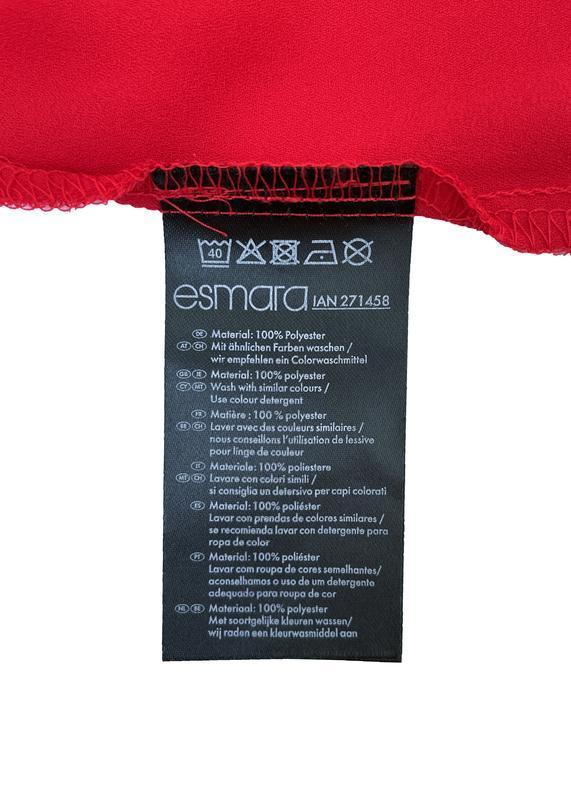 40
esmara IAN 271458
DE Material: 100% Polyester
AT CH Mit ähnlichen Farben waschen /
wir empfehlen ein Colorwaschmittel
GB IE Material: 100% polyester
CY MT Wash with similar colours /
Use colour detergent
FR Matière : 100 % polyester
BE CH Laver avec des couleurs similaires /
nous conseillons l'utilisation de lessive
pour linge de couleur
IT Materiale: 100% poliestere
MT CH Lavare con colori simili /
si consiglia un detersivo per capi colorati
ES Material: 100% poliéster
Lavar con prendas de colores similares /
se recomienda lavar con detergente para
ropa de color
PT Material: 100% poliéster
Lavar com roupa de cores semelhantes/
aconselhamos o uso de um detergente
adequado para roupa de cor
NL BE Materiaal: 100% polyester
Met soortgelijke kleuren wassen/
wij raden een kleurwasmiddel aan